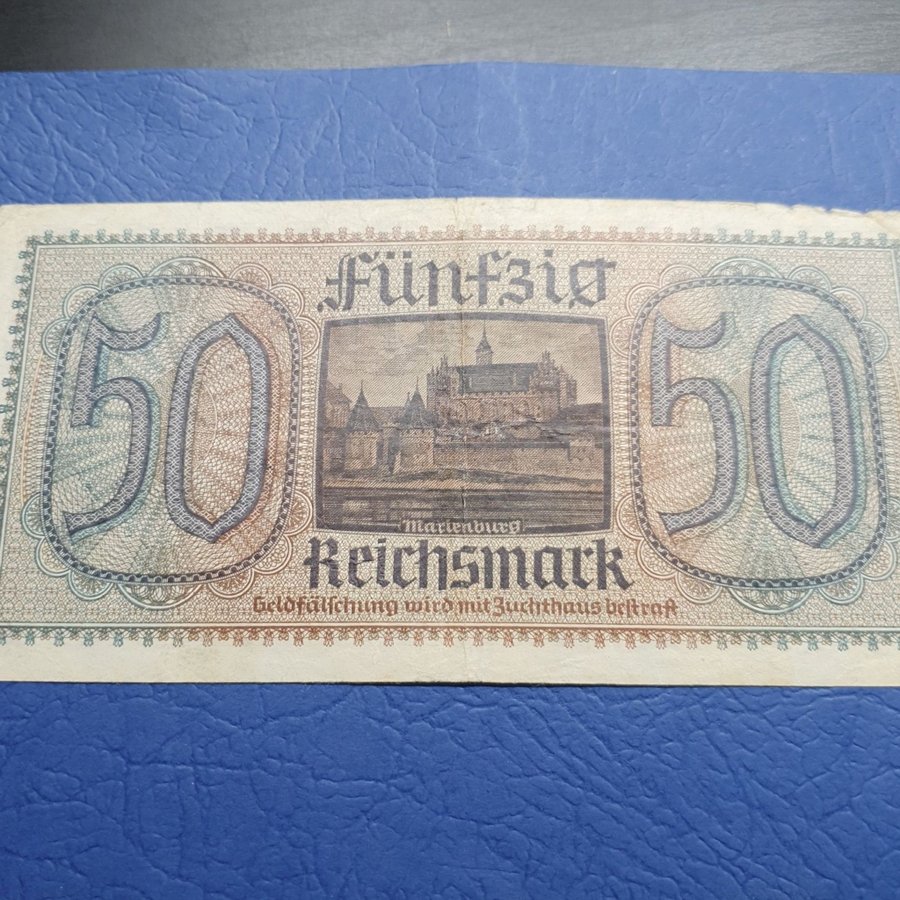 Fünfzig
50
50
Marienburg
Reichsmark
Geldfälschung wird mit Zuchthaus bestraft